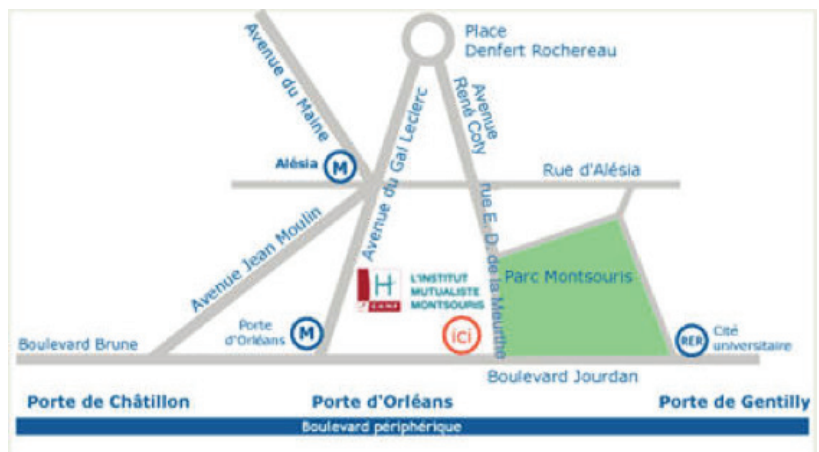 Place
Denfert Rochereau
Avenue du Maine
Avenue
René Coty
Avenue du Gal Leclerc
Alésia
M
Rue d'Alésia
Avenue Jean Moulin
rue E. D. de la Meurthe
Parc Montsouris
H
L'INSTITUT
MUTUALISTE
MONTSOURIS
Porte
d'Orléans
M
ici
RER
Cité
universitaire
Boulevard Brune
Boulevard Jourdan
Porte de Châtillon
Porte d'Orléans
Porte de Gentilly
Boulevard périphérique